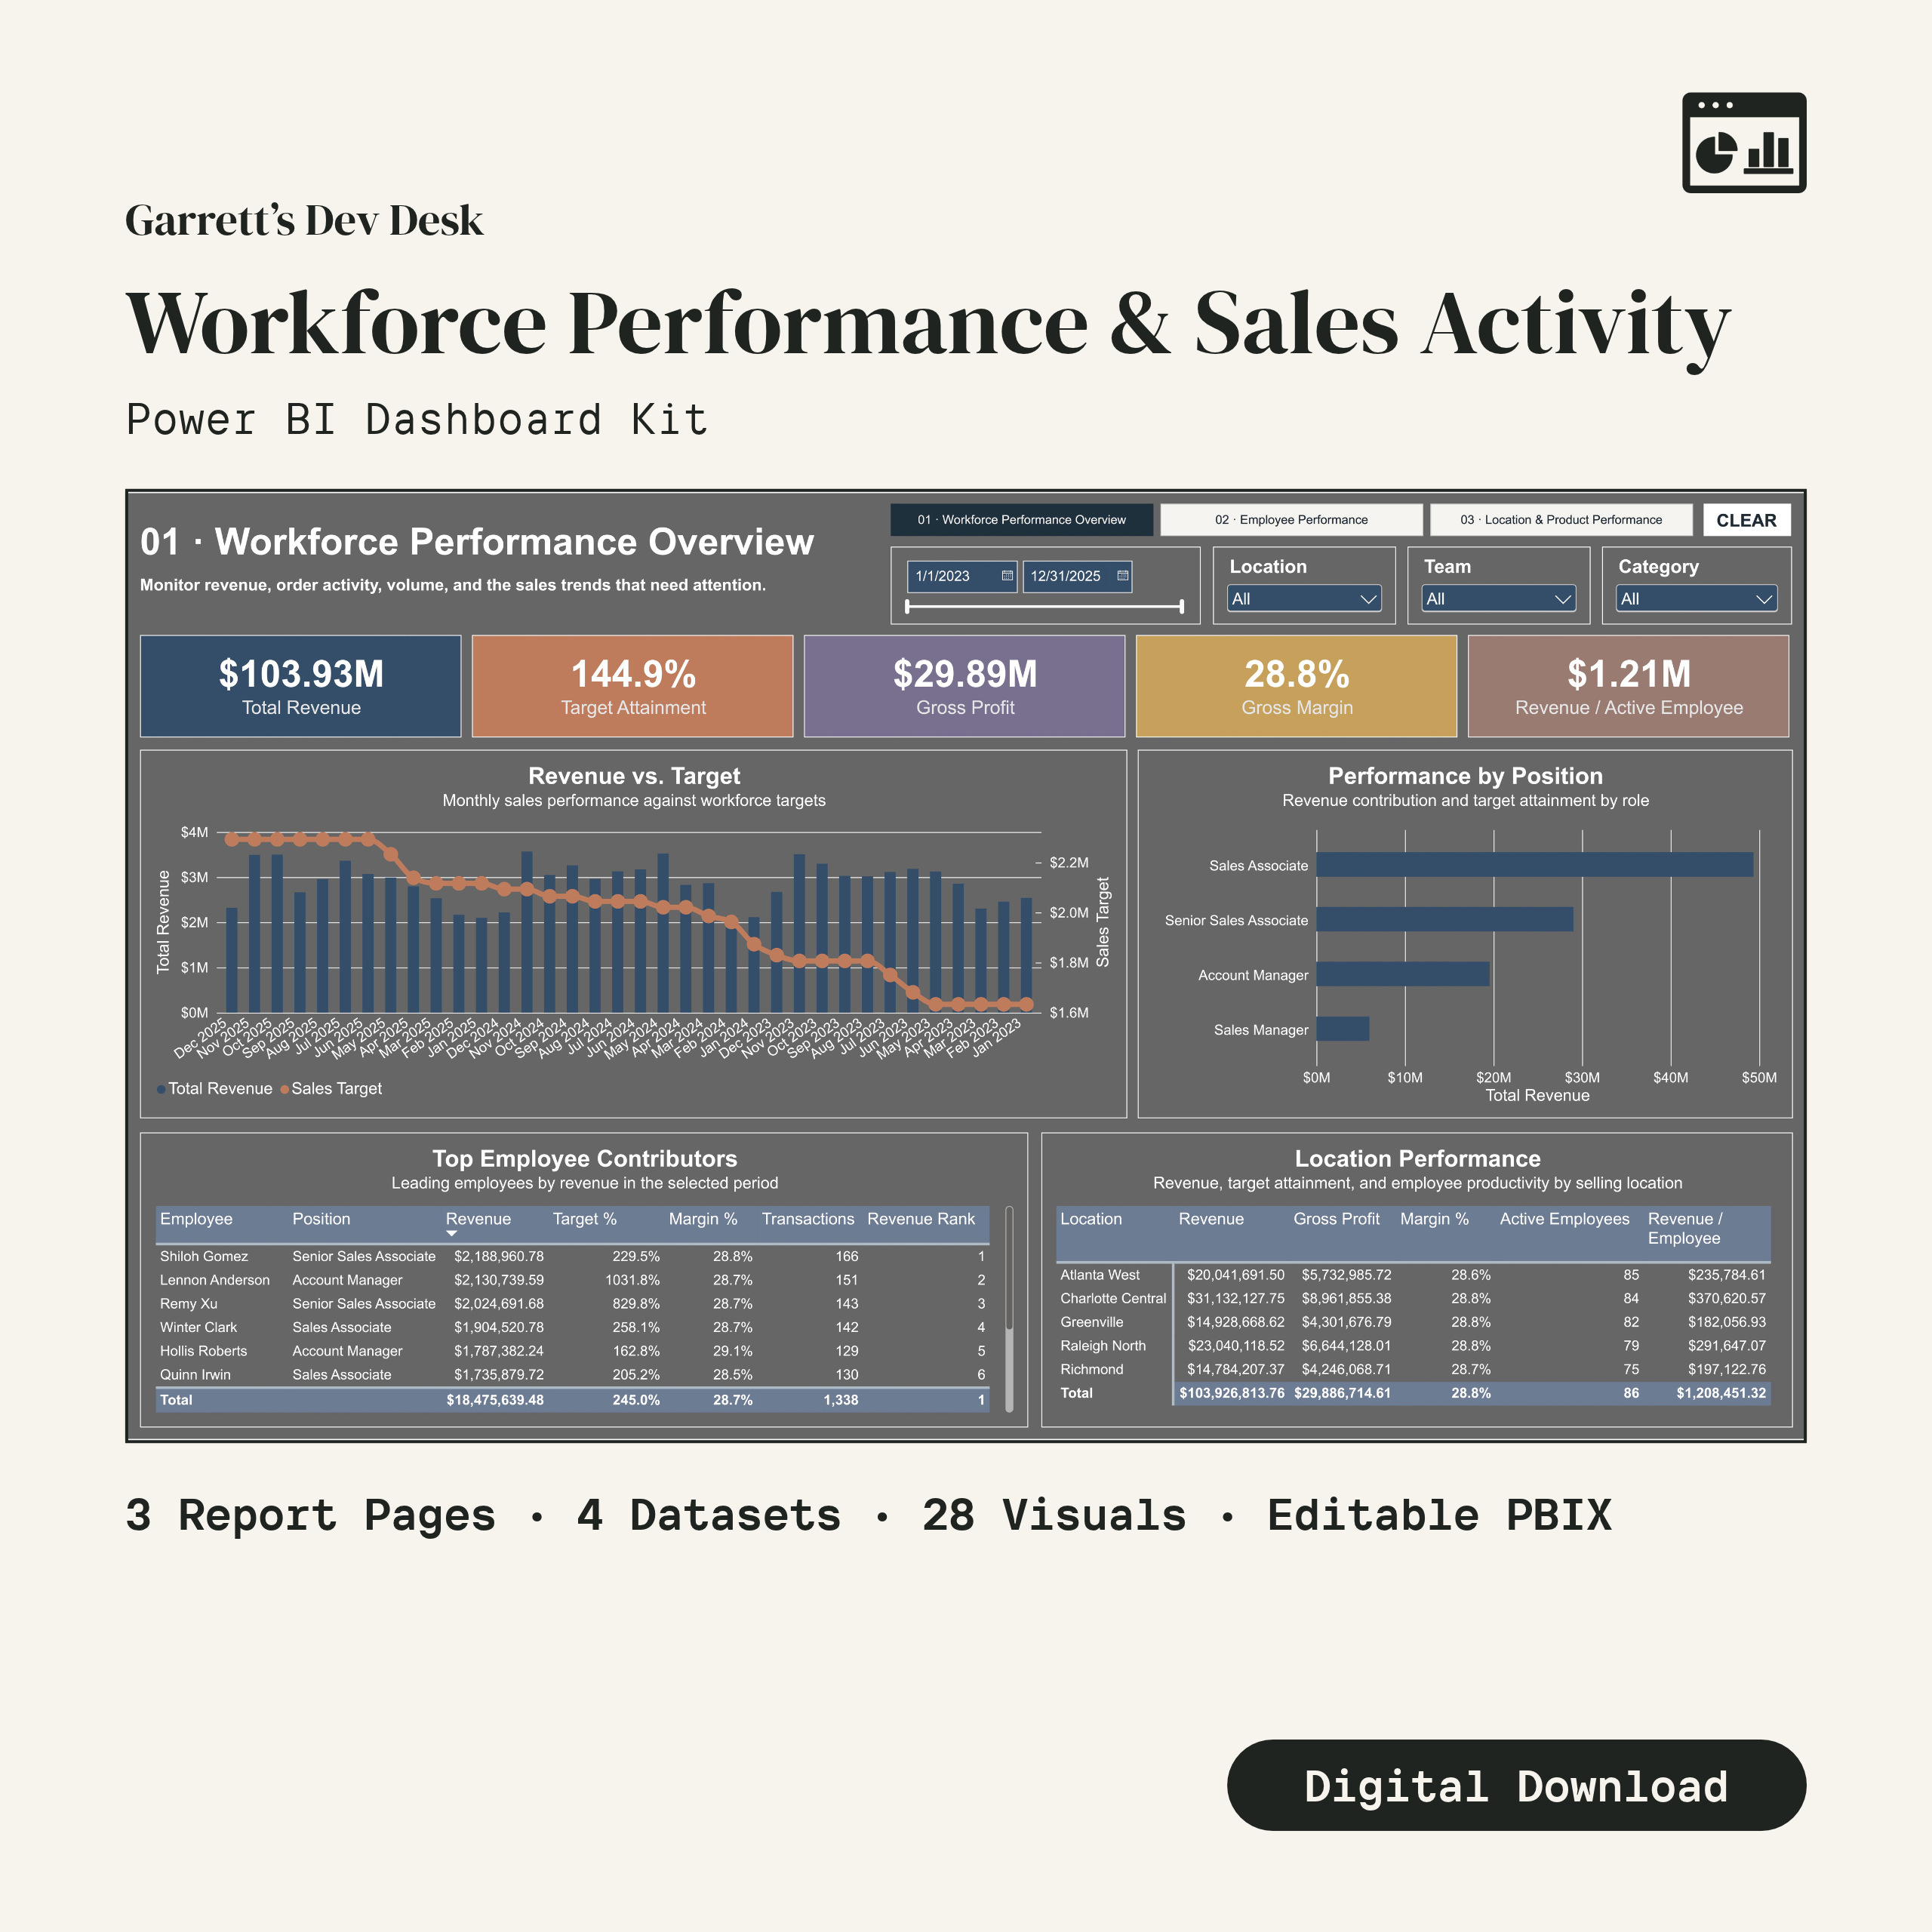 Garrett's Dev Desk
Workforce Performance & Sales Activity
Power BI Dashboard Kit
01 · Workforce Performance Overview
Monitor revenue, order activity, volume, and the sales trends that need attention.
01 · Workforce Performance Overview
02 · Employee Performance
03 · Location & Product Performance
CLEAR
1/1/2023
12/31/2025
Location
All
Team
All
Category
All
$103.93M
Total Revenue
144.9%
Target Attainment
$29.89M
Gross Profit
28.8%
Gross Margin
$1.21M
Revenue / Active Employee
Revenue vs. Target
Monthly sales performance against workforce targets
Total Revenue
$4M
$3M
$2M
$1M
$0M
$2.2M
$2.0M
$1.8M
$1.6M
Sales Target
Dec 2025
Nov 2025
Oct 2025
Sep 2025
Aug 2025
Jul 2025
Jun 2025
May 2025
Apr 2025
Mar 2025
Feb 2025
Jan 2025
Dec 2024
Nov 2024
Oct 2024
Sep 2024
Aug 2024
Jul 2024
Jun 2024
May 2024
Apr 2024
Mar 2024
Feb 2024
Jan 2024
Dec 2023
Nov 2023
Oct 2023
Sep 2023
Aug 2023
Jul 2023
Jun 2023
May 2023
Apr 2023
Mar 2023
Feb 2023
Jan 2023
Total Revenue Sales Target
Performance by Position
Revenue contribution and target attainment by role
Sales Associate
Senior Sales Associate
Account Manager
Sales Manager
$0M $10M $20M $30M $40M $50M
Total Revenue
Top Employee Contributors
Leading employees by revenue in the selected period
Employee Position Revenue Target % Margin % Transactions Revenue Rank
Shiloh Gomez Senior Sales Associate $2,188,960.78 229.5% 28.8% 166 1
Lennon Anderson Account Manager $2,130,739.59 1031.8% 28.7% 151 2
Remy Xu Senior Sales Associate $2,024,691.68 829.8% 28.7% 143 3
Winter Clark Sales Associate $1,904,520.78 258.1% 28.7% 142 4
Hollis Roberts Account Manager $1,787,382.24 162.8% 29.1% 129 5
Quinn Irwin Sales Associate $1,735,879.72 205.2% 28.5% 130 6
Total $18,475,639.48 245.0% 28.7% 1,338 1
Location Performance
Revenue, target attainment, and employee productivity by selling location
Location Revenue Gross Profit Margin % Active Employees Revenue /
Employee
Atlanta West $20,041,691.50 $5,732,985.72 28.6% 85 $235,784.61
Charlotte Central $31,132,127.75 $8,961,855.38 28.8% 84 $370,620.57
Greenville $14,928,668.62 $4,301,676.79 28.8% 82 $182,056.93
Raleigh North $23,040,118.52 $6,644,128.01 28.8% 79 $291,647.07
Richmond $14,784,207.37 $4,246,068.71 28.7% 75 $197,122.76
Total $103,926,813.76 $29,886,714.61 28.8% 86 $1,208,451.32
3 Report Pages · 4 Datasets · 28 Visuals · Editable PBIX
Digital Download